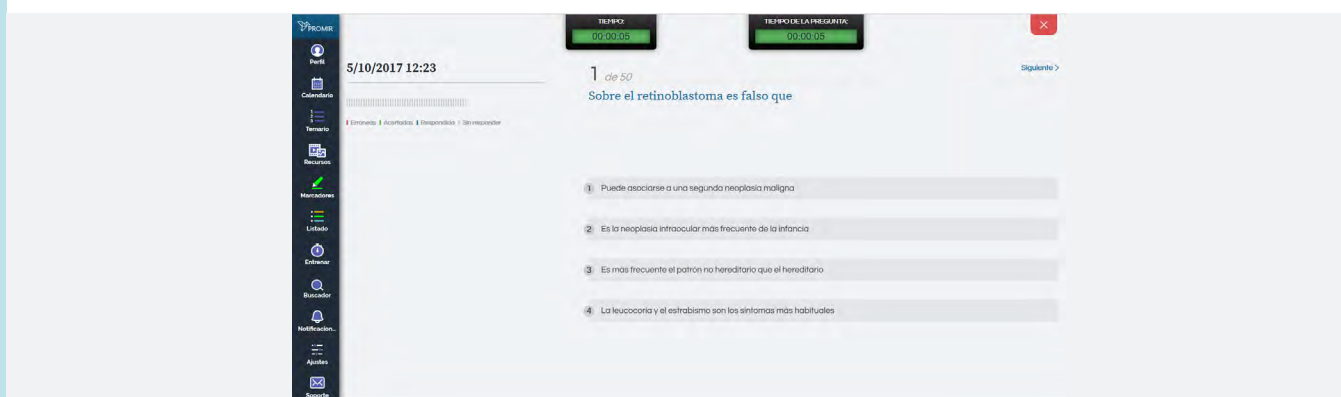 PROMIR
Perfil
Calendario
Temario
Recursos
Marcadores
Listado
Entrenar
Buscador
Notificacion...
Ajustes
Soporte
TIEMPO:
00:00:05
TIEMPO DE LA PREGUNTA:
00:00:05
5/10/2017 12:23
Erroneas Acertadas Respondida Sin responder
1 de 50
Siguiente >
Sobre el retinoblastoma es falso que
1 Puede asociarse a una segunda neoplasia maligna
2 Es la neoplasia intraocular más frecuente de la infancia
3 Es más frecuente el patrón no hereditario que el hereditario
4 La leucocoria y el estrabismo son los síntomas más habituales